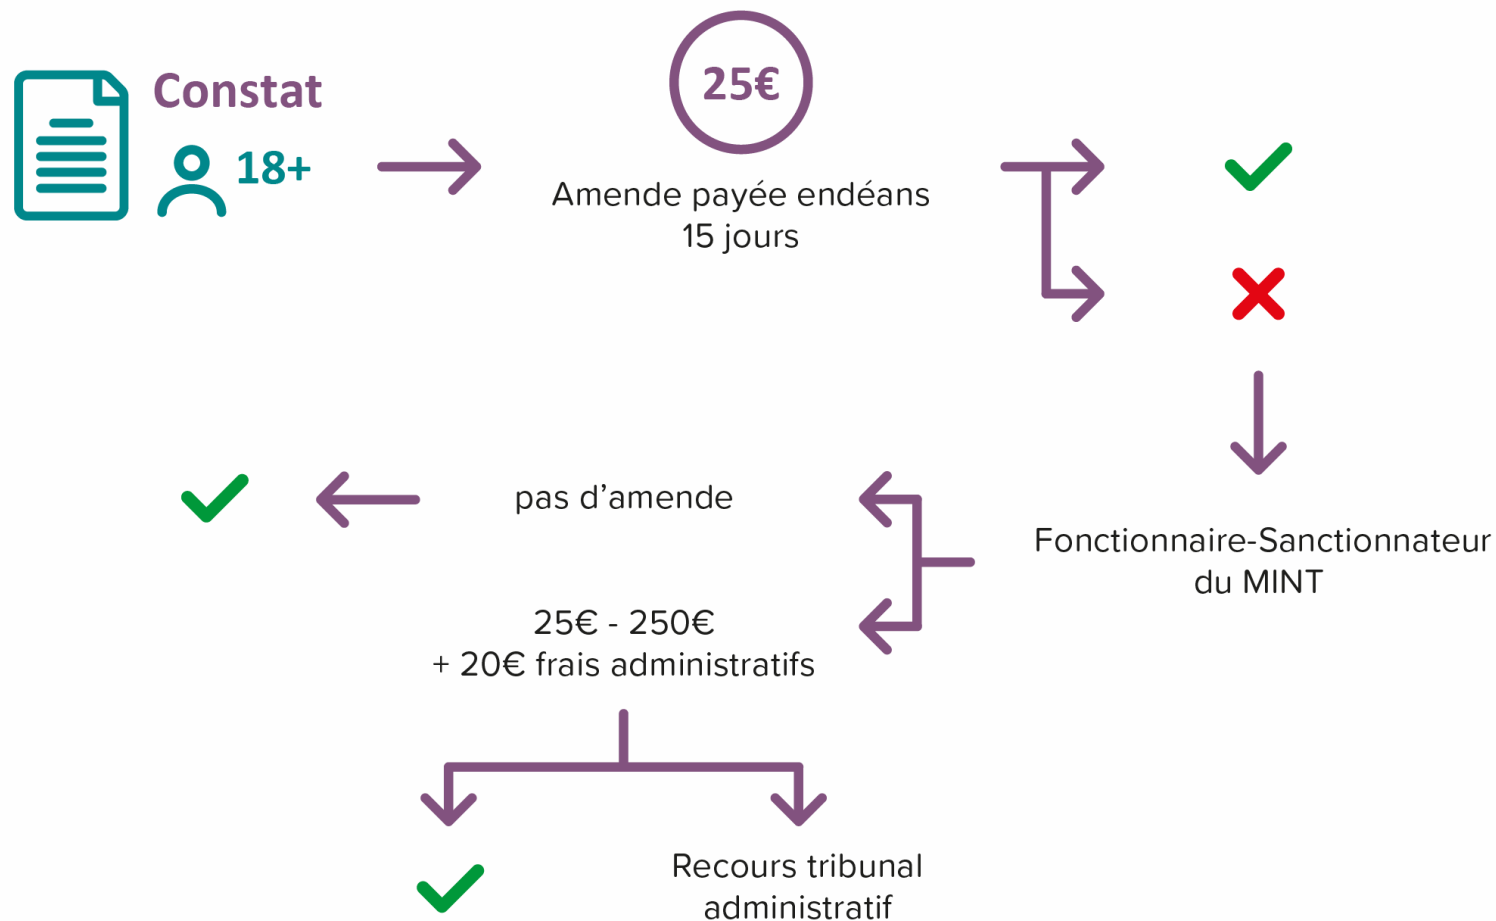 Constat
18+
25€
Amende payée endéans
15 jours
pas d’amende
Fonctionnaire-Sanctionnateur
du MINT
25€ - 250€
+ 20€ frais administratifs
Recours tribunal
administratif